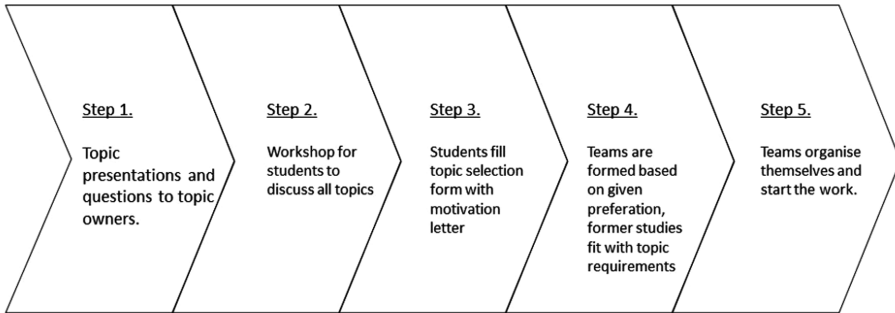 Step 1.
Topic
presentations and
questions to topic
owners.
Step 2.
Workshop for
students to
discuss all topics
Step 3.
Students fill
topic selection
form with
motivation
letter
Step 4.
Teams are
formed based
on given
preferation,
former studies
fit with topic
requirements
Step 5.
Teams organise
themselves and
start the work.